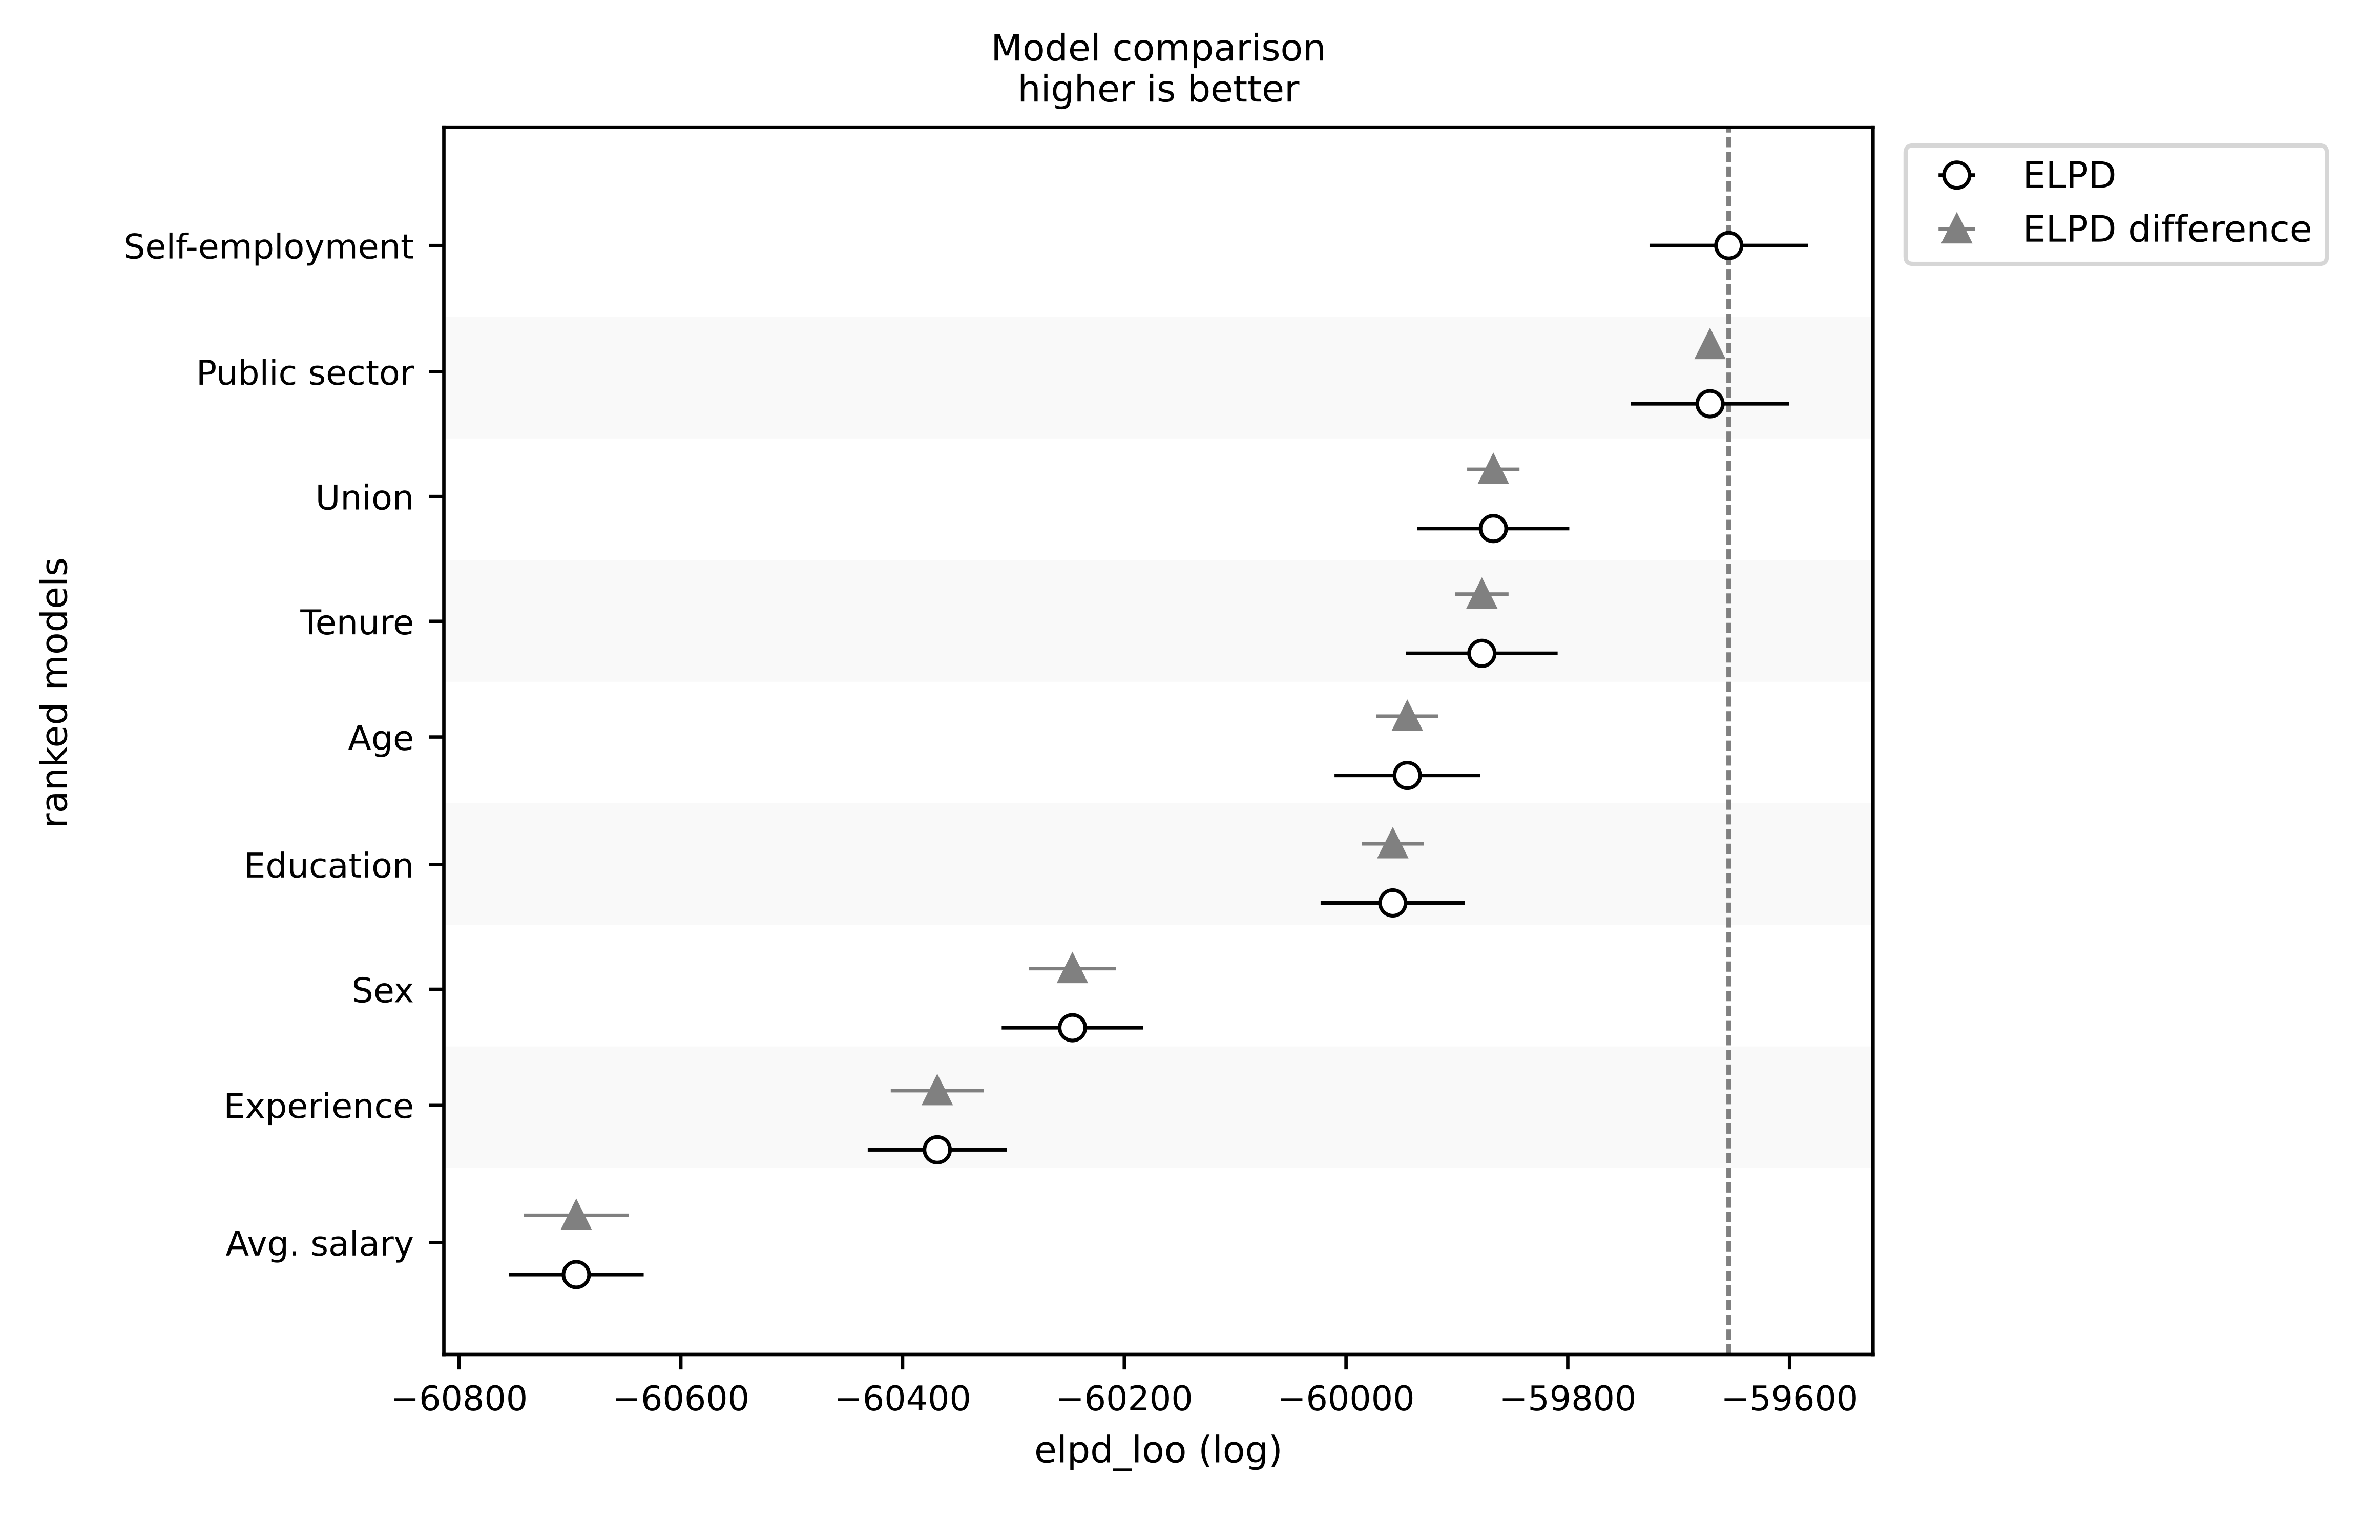 Model comparison
higher is better
ELPD
ELPD difference
Self-employment
Public sector
Union
Tenure
Age
Education
Sex
Experience
Avg. salary
ranked models
−60800
−60600
−60400
−60200
−60000
−59800
−59600
elpd_loo (log)